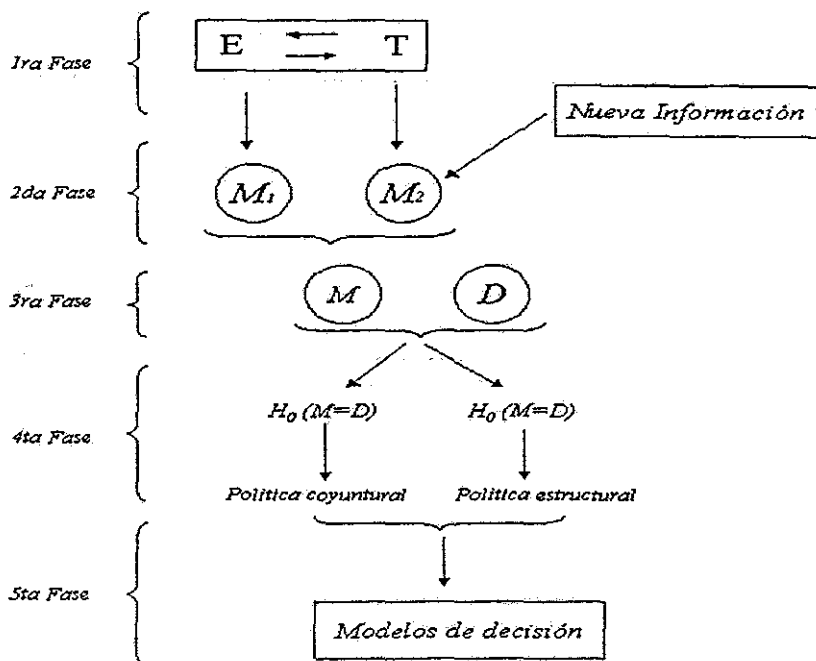 1ra Fase
E T
Nueva Información
2da Fase
M1 M2
3ra Fase
M D
4ta Fase
H0 (M=D) H0 (M=D)
Política coyuntural Política estructural
5ta Fase
Modelos de decisión